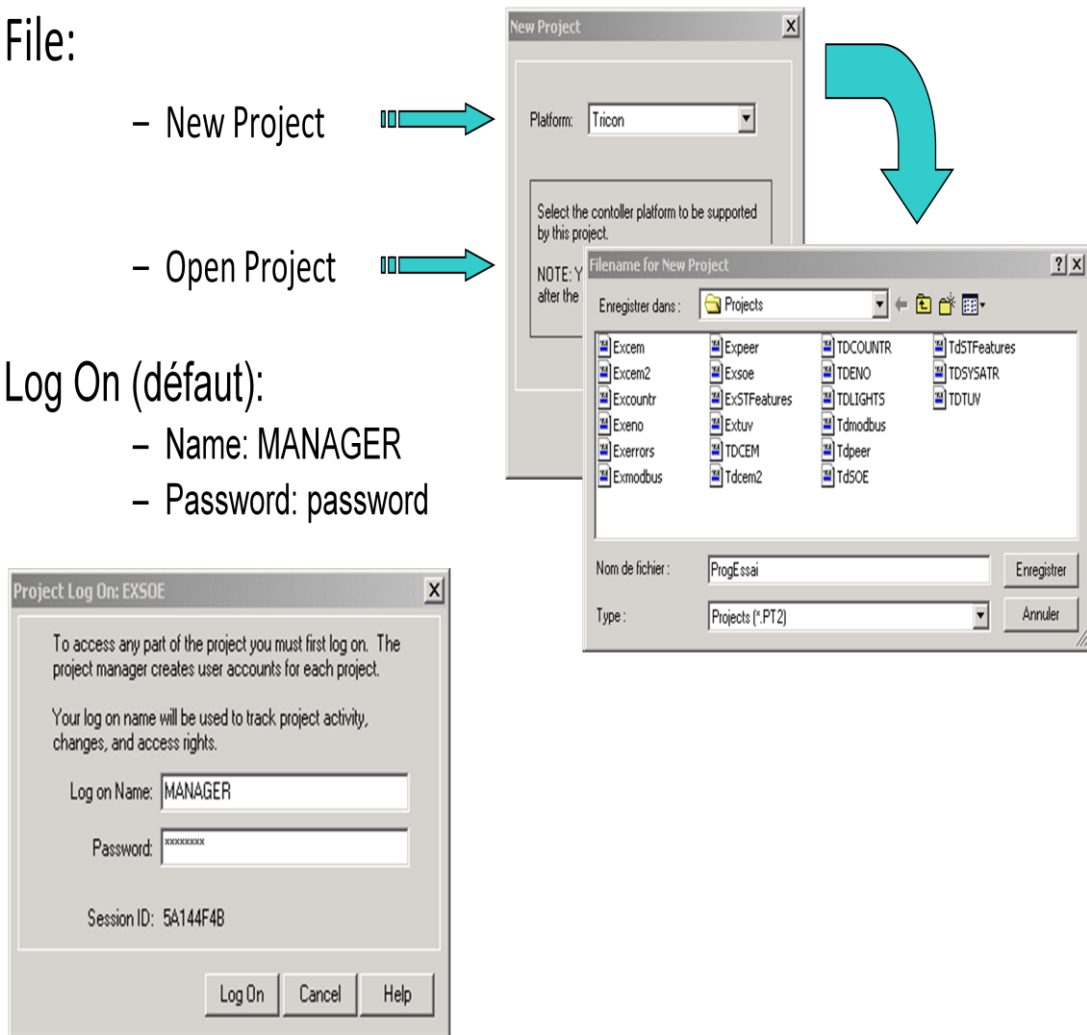 File:
– New Project
– Open Project
Log On (défaut):
– Name: MANAGER
– Password: password
New Project
Platform: Tricon
Select the contoller platform to be supported
by this project.
NOTE: Y
after the
Filename for New Project
Enregistrer dans : Projects
Excem Expeer TDCOUNTR TdSTFeatures
Excem2 Exsoe TDENO TDSYSATR
Excountr ExSTFeatures TDLIGHTS TDTUV
Exeno Extuv Tdmodbus
Exerrors TDCEM Tdpeer
Exmodbus Tdcem2 TdSOE
Nom de fichier : ProgEssai Enregistrer
Type : Projects (*.PT2) Annuler
Project Log On: EXSOE
To access any part of the project you must first log on. The
project manager creates user accounts for each project.
Your log on name will be used to track project activity,
changes, and access rights.
Log on Name: MANAGER
Password: xxxxxxxx
Session ID: 5A144F4B
Log On Cancel Help